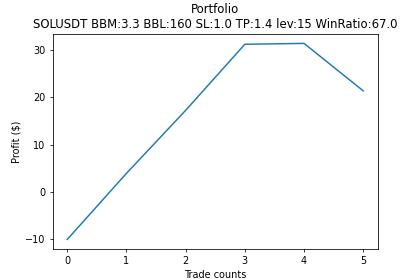 Portfolio
SOLUSDT BBM:3.3 BBL:160 SL:1.0 TP:1.4 lev:15 WinRatio:67.0
Profit ($)
30
20
10
0
−10
0 1 2 3 4 5
Trade counts